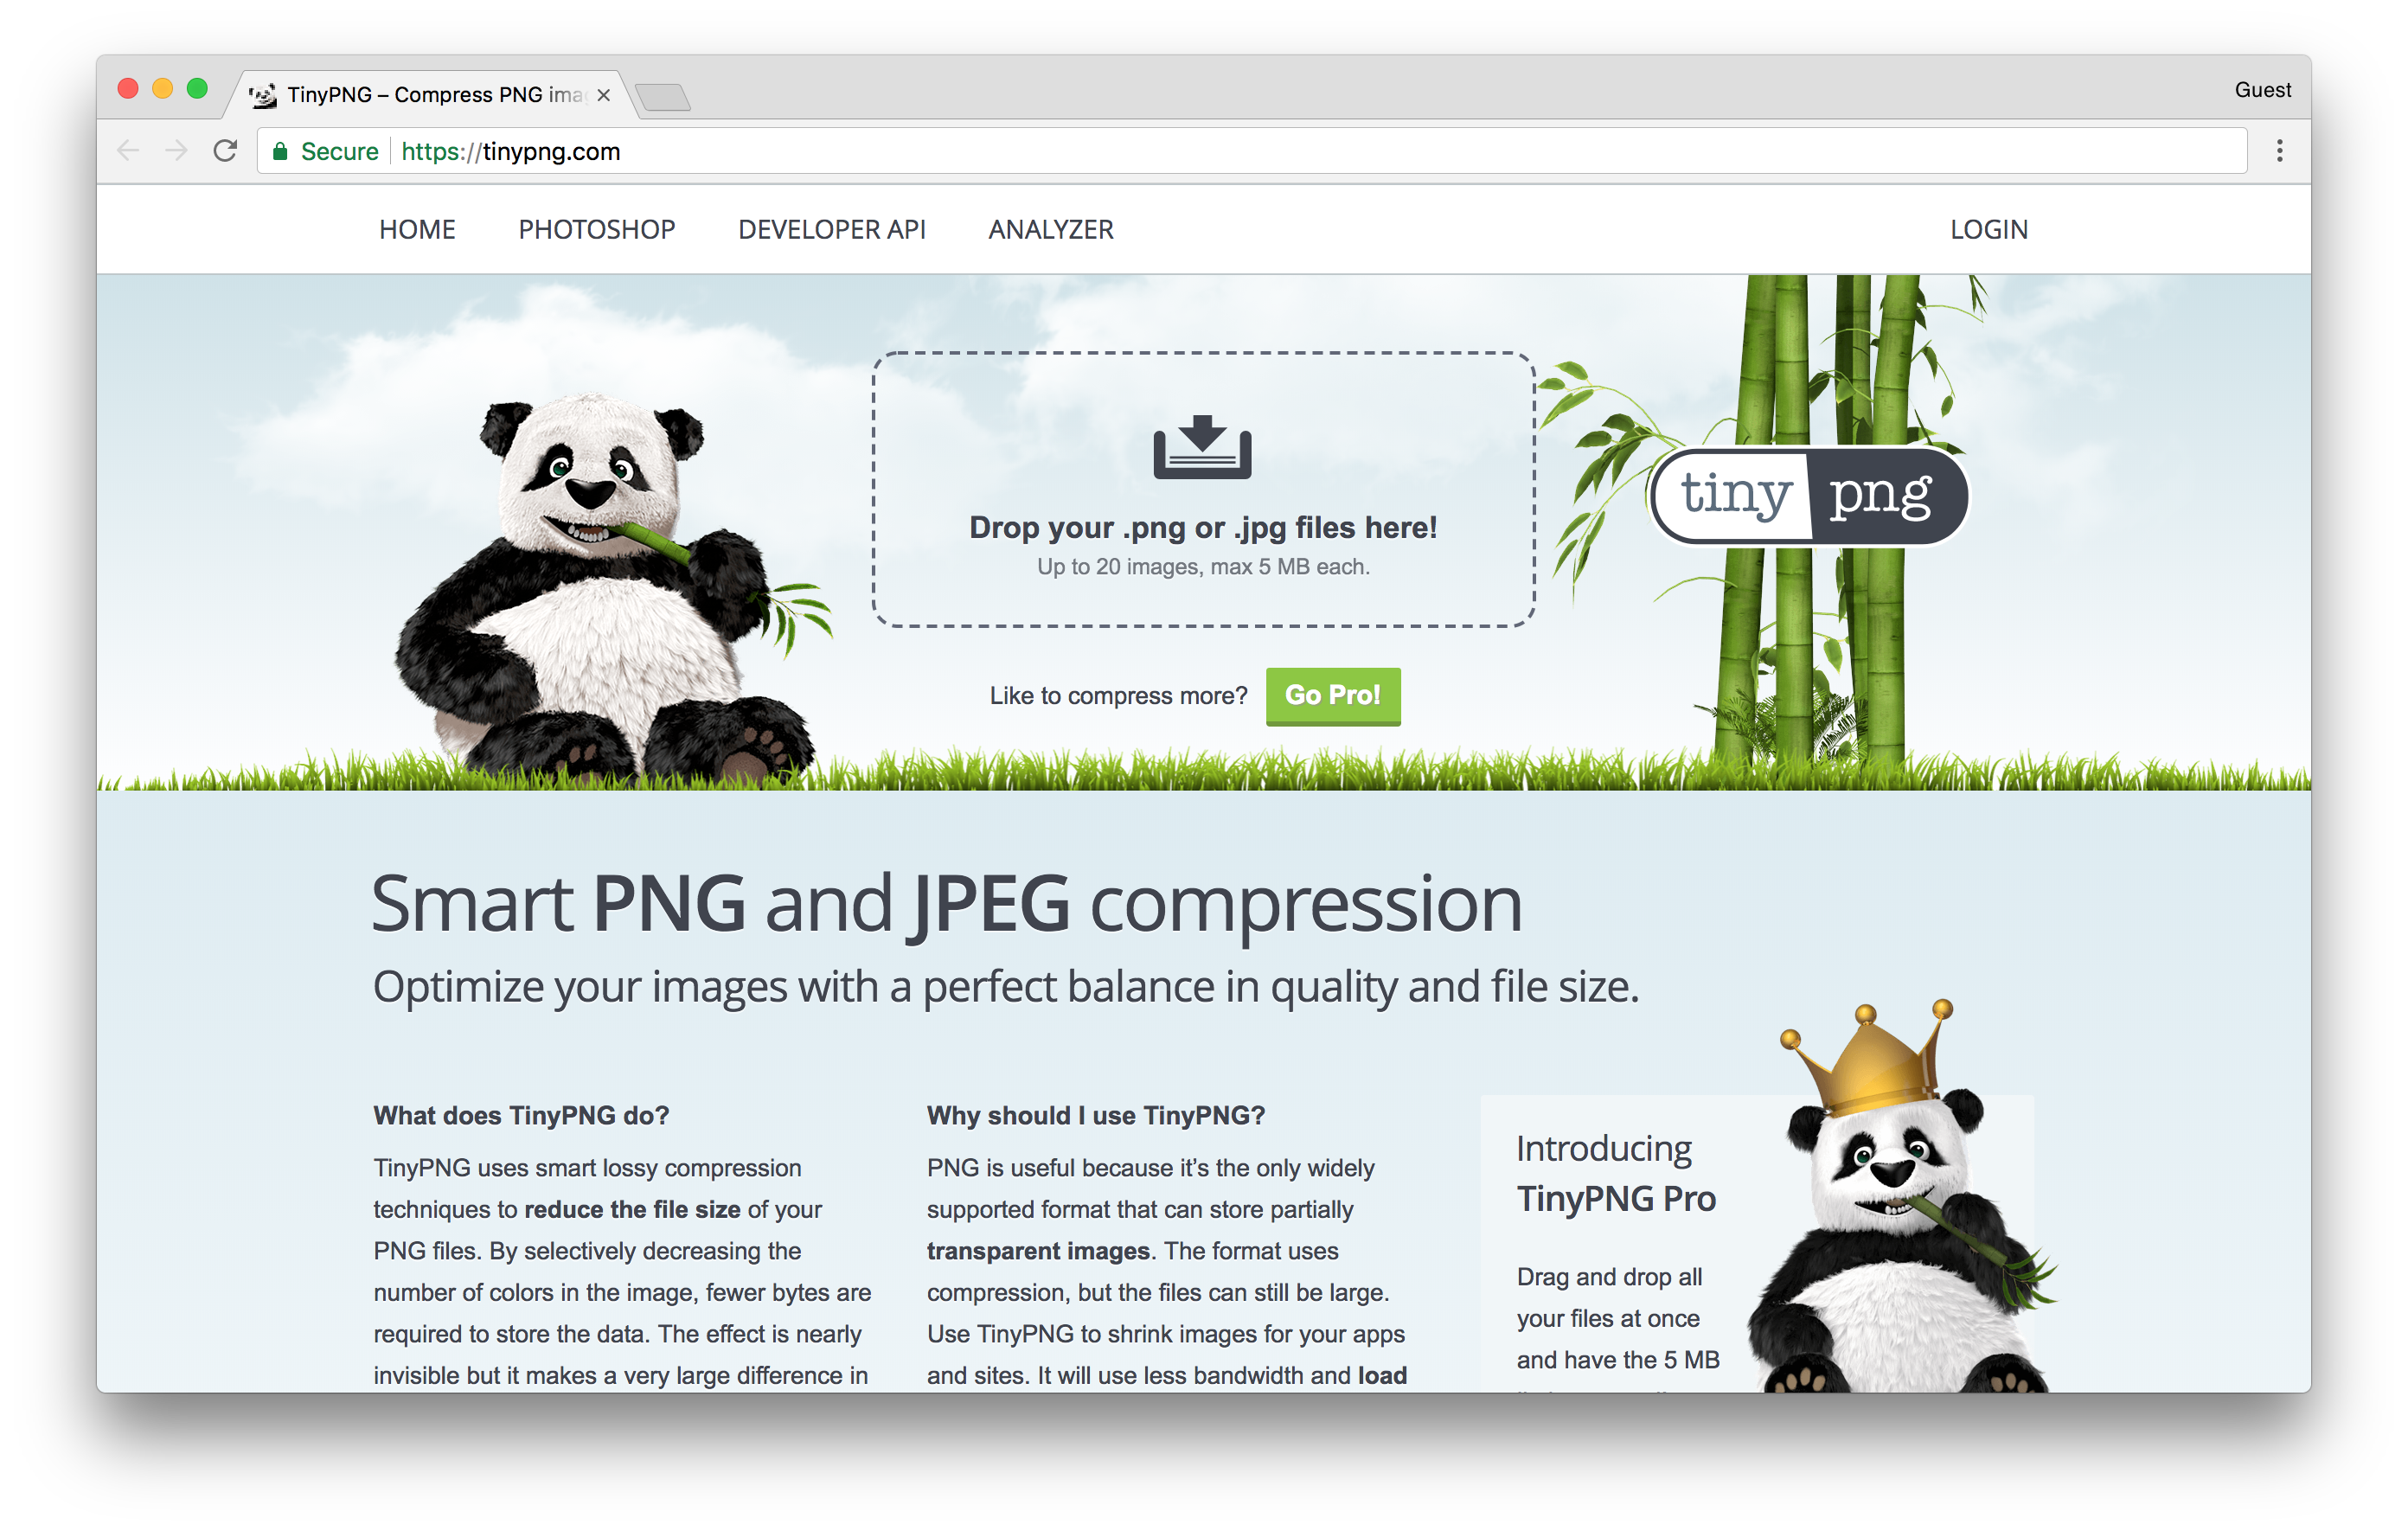 TinyPNG – Compress PNG ima
Guest
Secure
https://tinypng.com
HOME PHOTOSHOP DEVELOPER API ANALYZER LOGIN
Drop your .png or .jpg files here!
Up to 20 images, max 5 MB each.
tiny png
Like to compress more? Go Pro!
Smart PNG and JPEG compression
Optimize your images with a perfect balance in quality and file size.
What does TinyPNG do?
TinyPNG uses smart lossy compression
techniques to reduce the file size of your
PNG files. By selectively decreasing the
number of colors in the image, fewer bytes are
required to store the data. The effect is nearly
invisible but it makes a very large difference in
Why should I use TinyPNG?
PNG is useful because it’s the only widely
supported format that can store partially
transparent images. The format uses
compression, but the files can still be large.
Use TinyPNG to shrink images for your apps
and sites. It will use less bandwidth and load
Introducing
TinyPNG Pro
Drag and drop all
your files at once
and have the 5 MB